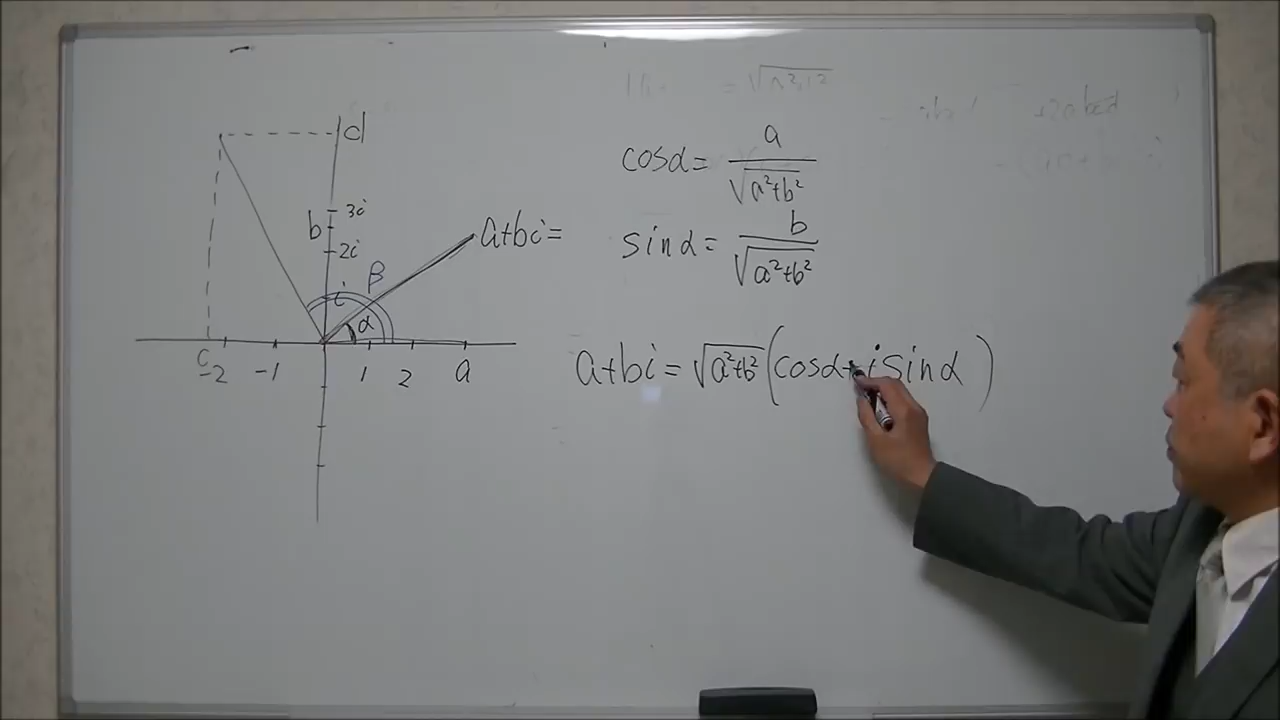 d
3i
b
2i
a+bi=
β
i
α
c
-2 -1 1 2 a
cosα= a/√a²+b²
sinα= b/√a²+b²
a+bi=√a²+b²(cosα+isinα)